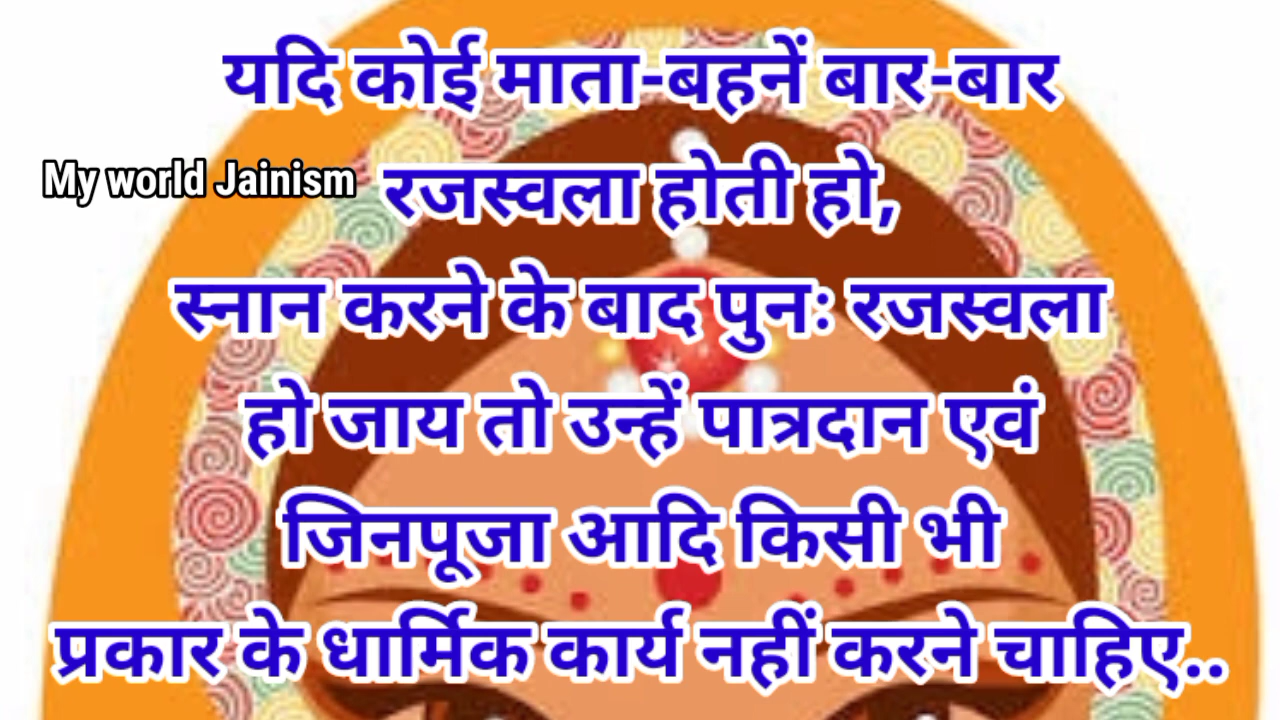 यदि कोई माता-बहनें बार-बार
My world Jainism
रजस्वला होती हो,
स्नान करने के बाद पुनः रजस्वला
हो जाय तो उन्हें पात्रदान एवं
जिनपूजा आदि किसी भी
प्रकार के धार्मिक कार्य नहीं करने चाहिए..